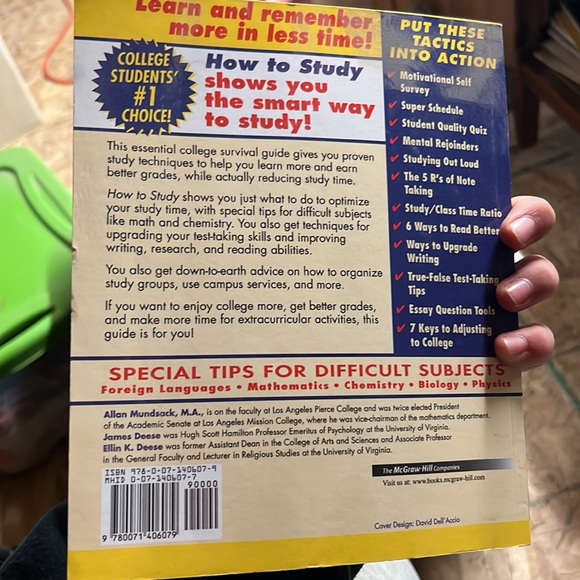 Learn and remember
more in less time!
COLLEGE
STUDENTS'
#1
CHOICE!
How to Study
shows you
the smart way
to study!
This essential college survival guide gives you proven
study techniques to help you learn more and earn
better grades, while actually reducing study time.
How to Study shows you just what to do to optimize
your study time, with special tips for difficult subjects
like math and chemistry. You also get techniques for
upgrading your test-taking skills and improving
writing, research, and reading abilities.
You also get down-to-earth advice on how to organize
study groups, use campus services, and more.
If you want to enjoy college more, get better grades,
and make more time for extracurricular activities, this
guide is for you!
PUT THESE
TACTICS
INTO ACTION
✔ Motivational Self
Survey
✔ Super Schedule
✔ Student Quality Quiz
✔ Mental Rejoinders
✔ Studying Out Loud
✔ The 5 R's of Note
Taking
✔ Study/Class Time Ratio
✔ 6 Ways to Read Better
✔ Ways to Upgrade
Writing
✔ True-False Test-Taking
Tips
✔ Essay Question Tools
✔ 7 Keys to Adjusting
to College
SPECIAL TIPS FOR DIFFICULT SUBJECTS
Foreign Languages • Mathematics • Chemistry • Biology • Physics
Allan Mundsack, M.A., is on the faculty at Los Angeles Pierce College and was twice elected President
of the Academic Senate at Los Angeles Mission College, where he was vice-chairman of the mathematics department.
James Deese was Hugh Scott Hamilton Professor Emeritus of Psychology at the University of Virginia.
Ellin K. Deese was former Assistant Dean in the College of Arts and Sciences and Associate Professor
in the General Faculty and Lecturer in Religious Studies at the University of Virginia.
ISBN 978-0-07-140607-9
MHID 0-07-140607-7
90000
9 780071 406079
The McGraw-Hill Companies
Visit us at: www.books.mcgraw-hill.com
Cover Design: David Dell'Accio